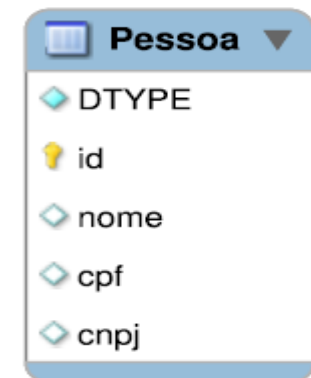 Pessoa
DTYPE
id
nome
cpf
cnpj